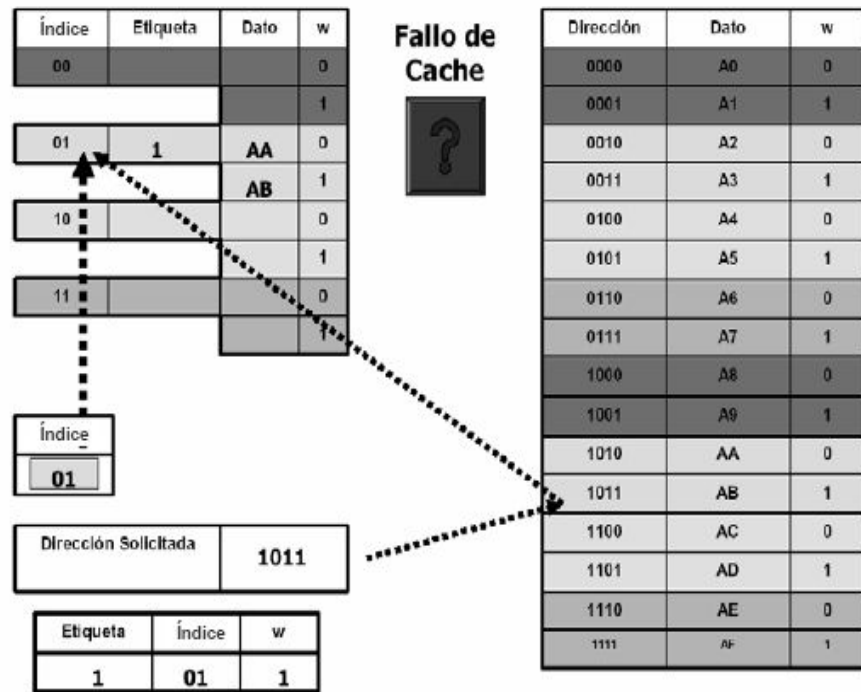 Índice Etiqueta Dato w
00 0
1
01 1 AA 0
AB 1
10 0
1
11 0
1
Fallo de
Cache
?
Dirección Dato w
0000 A0 0
0001 A1 1
0010 A2 0
0011 A3 1
0100 A4 0
0101 A5 1
0110 A6 0
0111 A7 1
1000 A8 0
1001 A9 1
1010 AA 0
1011 AB 1
1100 AC 0
1101 AD 1
1110 AE 0
1111 AF 1
Índice
01
Dirección Solicitada 1011
Etiqueta Índice w
1 01 1